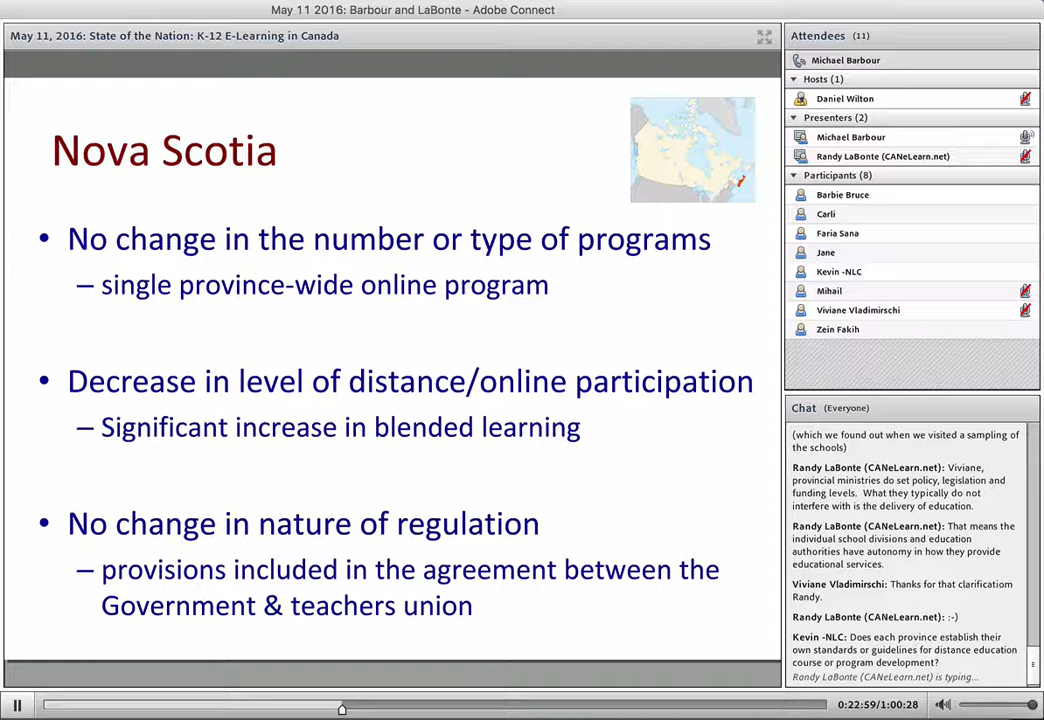 May 11 2016: Barbour and LaBonte - Adobe Connect
May 11, 2016: State of the Nation: K-12 E-Learning in Canada
Nova Scotia
• No change in the number or type of programs
– single province-wide online program
• Decrease in level of distance/online participation
– Significant increase in blended learning
• No change in nature of regulation
– provisions included in the agreement between the
Government & teachers union
Attendees (11)
Michael Barbour
Hosts (1)
Daniel Wilton
Presenters (2)
Michael Barbour
Randy LaBonte (CANeLearn.net)
Participants (8)
Barbie Bruce
Carli
Faria Sana
Jane
Kevin -NLC
Mihail
Viviane Vladimirschi
Zein Fakih
Chat (Everyone)
(which we found out when we visited a sampling of
the schools)
Randy LaBonte (CANeLearn.net): Viviane,
provincial ministries do set policy, legislation and
funding levels. What they typically do not
interfere with is the delivery of education.
Randy LaBonte (CANeLearn.net): That means the
individual school divisions and education
authorities have autonomy in how they provide
educational services.
Viviane Vladimirschi: Thanks for that clarificatiom
Randy.
Randy LaBonte (CANeLearn.net): :-)
Kevin -NLC: Does each province establish their
own standards or guidelines for distance education
course or program development?
Randy LaBonte (CANeLearn.net) is typing...
0:22:59/1:00:28